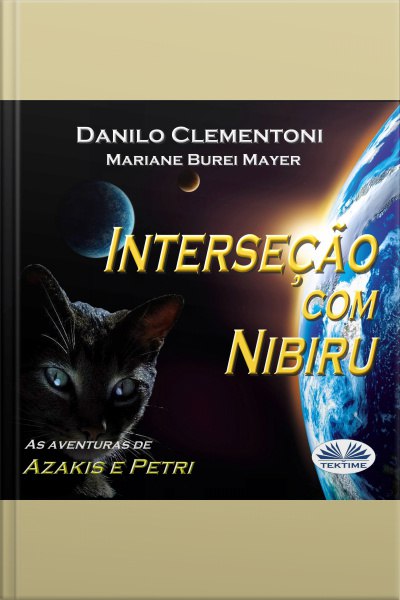 DANILO CLEMENTONI
MARIANE BUREI MAYER
INTERSEÇÃO
COM
NIBIRU
AS AVENTURAS DE
AZAKIS E PETRI
TEKTIME